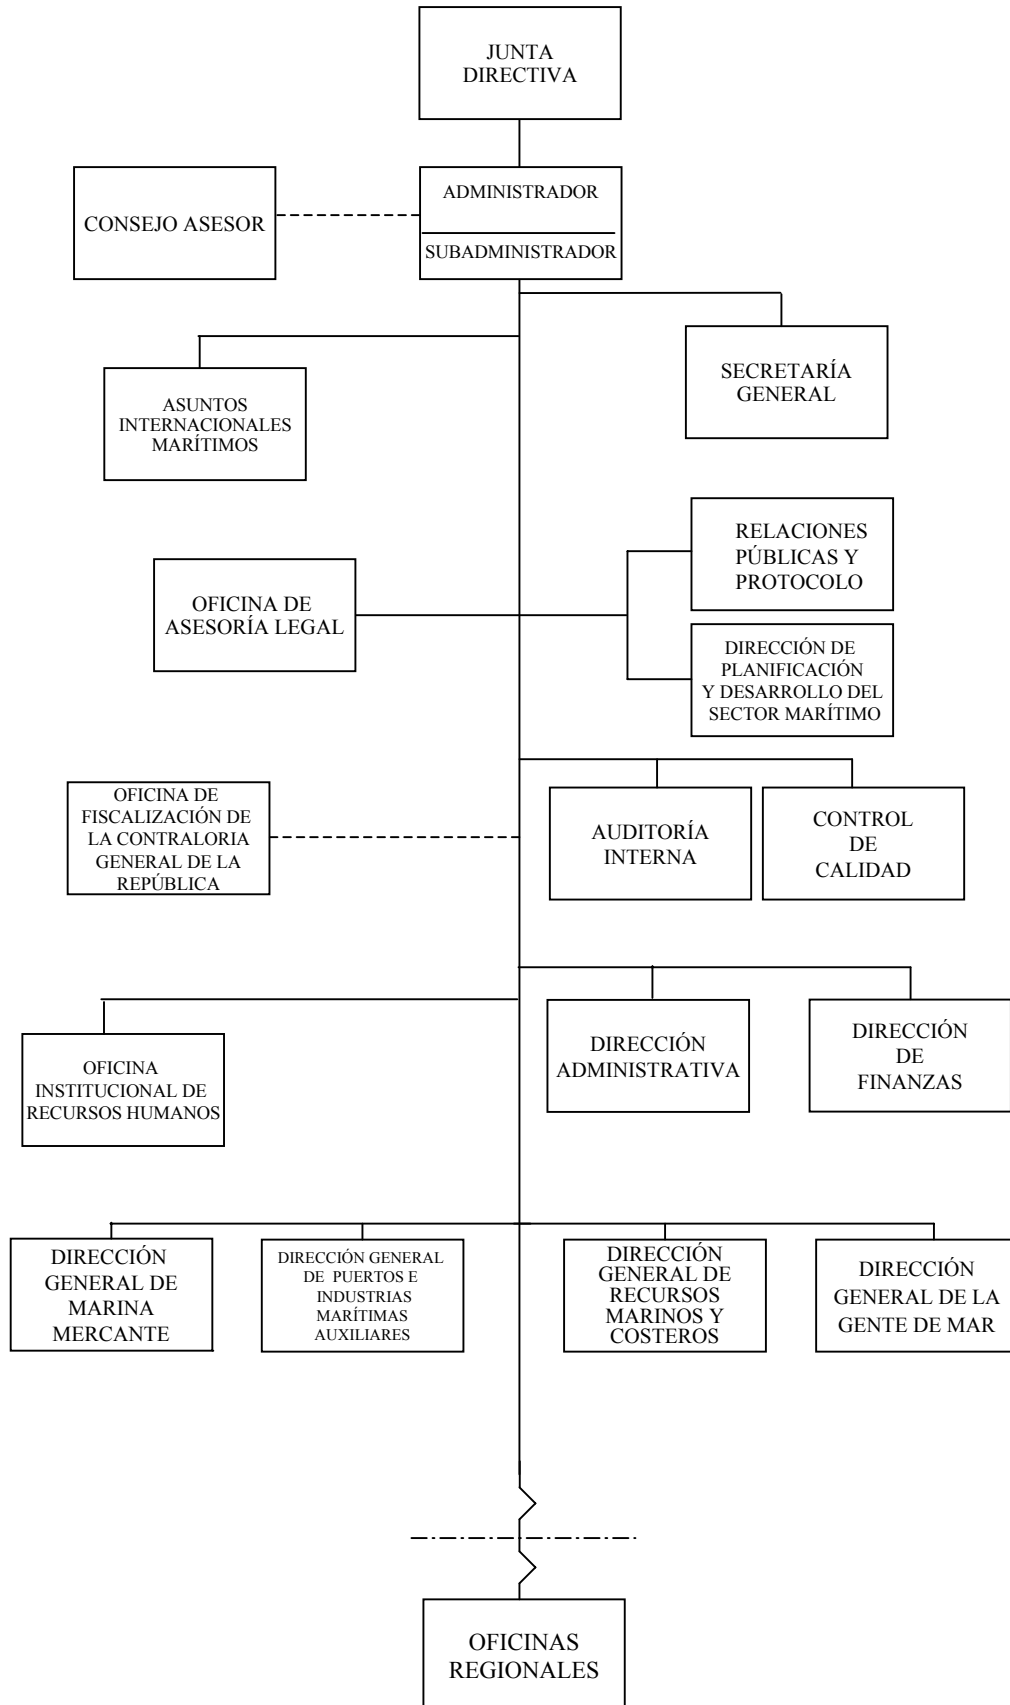 JUNTA
DIRECTIVA
CONSEJO ASESOR
ADMINISTRADOR
SUBADMINISTRADOR
SECRETARÍA
GENERAL
ASUNTOS
INTERNACIONALES
MARÍTIMOS
RELACIONES
PÚBLICAS Y
PROTOCOLO
OFICINA DE
ASESORÍA LEGAL
DIRECCIÓN DE
PLANIFICACIÓN
Y DESARROLLO DEL
SECTOR MARÍTIMO
OFICINA DE
FISCALIZACIÓN DE
LA CONTRALORIA
GENERAL DE LA
REPÚBLICA
AUDITORÍA
INTERNA
CONTROL
DE
CALIDAD
OFICINA
INSTITUCIONAL DE
RECURSOS HUMANOS
DIRECCIÓN
ADMINISTRATIVA
DIRECCIÓN
DE
FINANZAS
DIRECCIÓN
GENERAL DE
MARINA
MERCANTE
DIRECCIÓN GENERAL
DE PUERTOS E
INDUSTRIAS
MARÍTIMAS
AUXILIARES
DIRECCIÓN
GENERAL DE
RECURSOS
MARINOS Y
COSTEROS
DIRECCIÓN
GENERAL DE LA
GENTE DE MAR
OFICINAS
REGIONALES